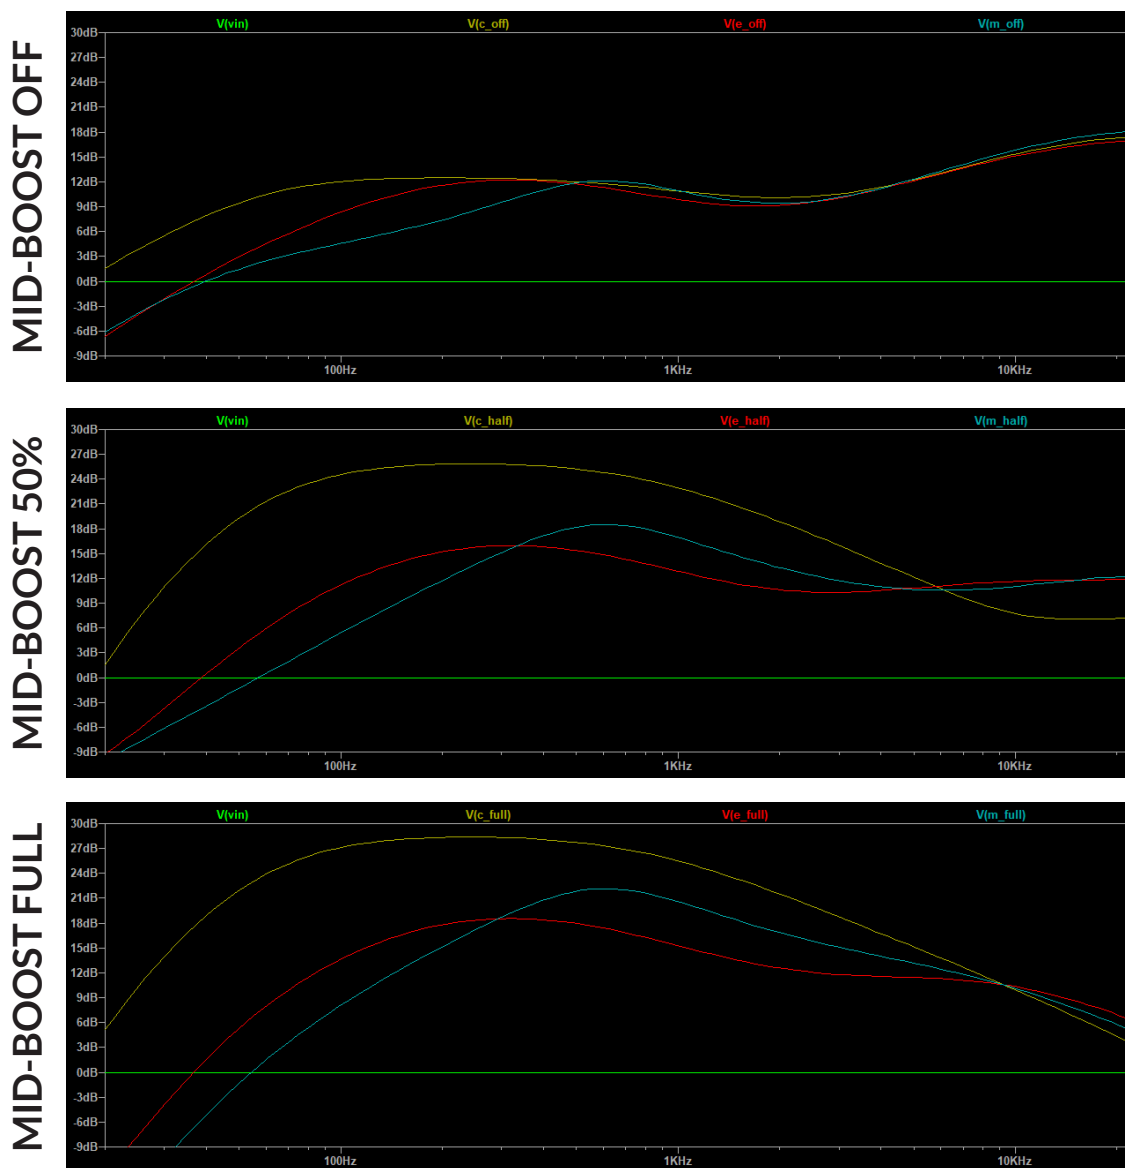 MID-BOOST OFF
V(vin) V(c_off) V(e_off) V(m_off)
30dB
27dB
24dB
21dB
18dB
15dB
12dB
9dB
6dB
3dB
0dB
-3dB
-6dB
-9dB
100Hz 1KHz 10KHz
MID-BOOST 50%
V(vin) V(c_half) V(e_half) V(m_half)
30dB
27dB
24dB
21dB
18dB
15dB
12dB
9dB
6dB
3dB
0dB
-3dB
-6dB
-9dB
100Hz 1KHz 10KHz
MID-BOOST FULL
V(vin) V(c_full) V(e_full) V(m_full)
30dB
27dB
24dB
21dB
18dB
15dB
12dB
9dB
6dB
3dB
0dB
-3dB
-6dB
-9dB
100Hz 1KHz 10KHz